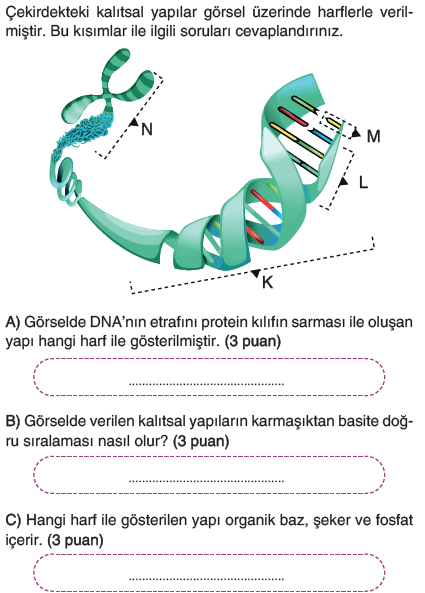 Çekirdekteki kalıtsal yapılar görsel üzerinde harflerle veril-
miştir. Bu kısımlar ile ilgili soruları cevaplandırınız.
N
M
L
K
A) Görselde DNA'nın etrafını protein kılıfın sarması ile oluşan
yapı hangi harf ile gösterilmiştir. (3 puan)
...............................................
B) Görselde verilen kalıtsal yapıların karmaşıktan basite doğ-
ru sıralaması nasıl olur? (3 puan)
...............................................
C) Hangi harf ile gösterilen yapı organik baz, şeker ve fosfat
içerir. (3 puan)
...............................................